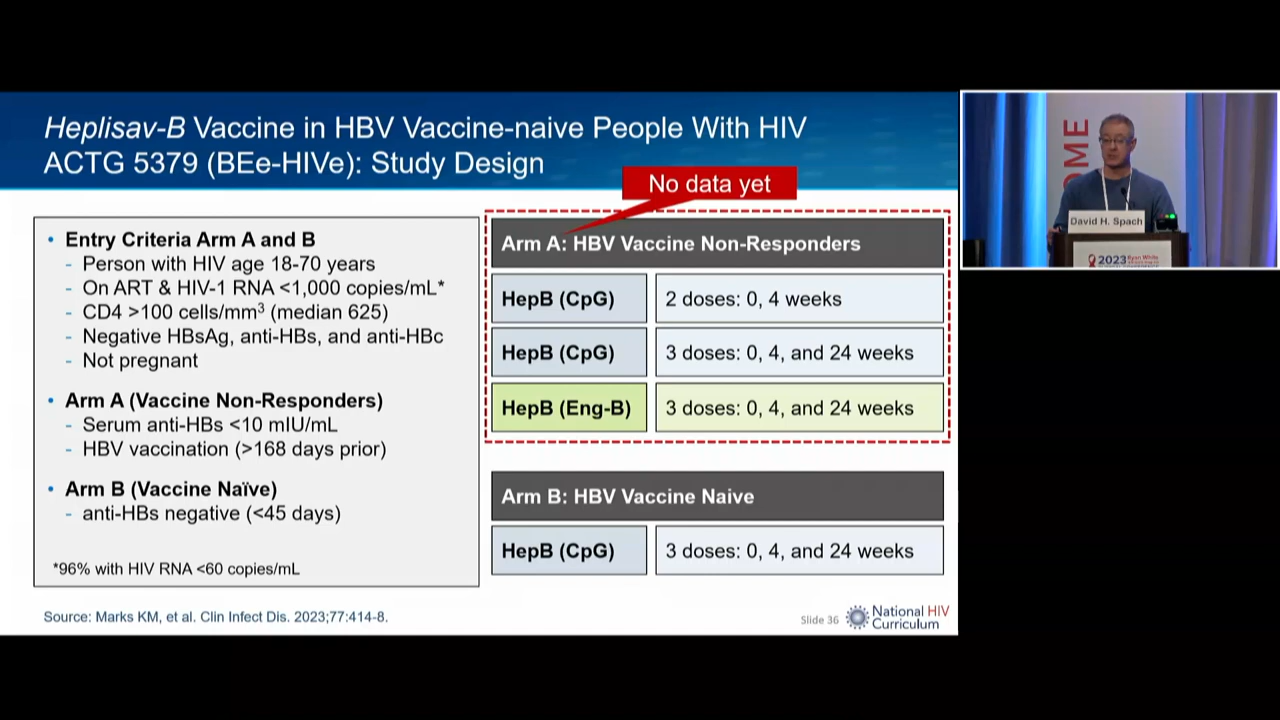 Heplisav-B Vaccine in HBV Vaccine-naive People With HIV
ACTG 5379 (BEe-HIVe): Study Design
No data yet
• Entry Criteria Arm A and B
- Person with HIV age 18-70 years
- On ART & HIV-1 RNA <1,000 copies/mL*
- CD4 >100 cells/mm³ (median 625)
- Negative HBsAg, anti-HBs, and anti-HBc
- Not pregnant
• Arm A (Vaccine Non-Responders)
- Serum anti-HBs <10 mIU/mL
- HBV vaccination (>168 days prior)
• Arm B (Vaccine Naïve)
- anti-HBs negative (<45 days)
*96% with HIV RNA <60 copies/mL
Arm A: HBV Vaccine Non-Responders
HepB (CpG) 2 doses: 0, 4 weeks
HepB (CpG) 3 doses: 0, 4, and 24 weeks
HepB (Eng-B) 3 doses: 0, 4, and 24 weeks
Arm B: HBV Vaccine Naive
HepB (CpG) 3 doses: 0, 4, and 24 weeks
Source: Marks KM, et al. Clin Infect Dis. 2023;77:414-8.
Slide 36
National HIV
Curriculum
OME
David H. Spach
2023